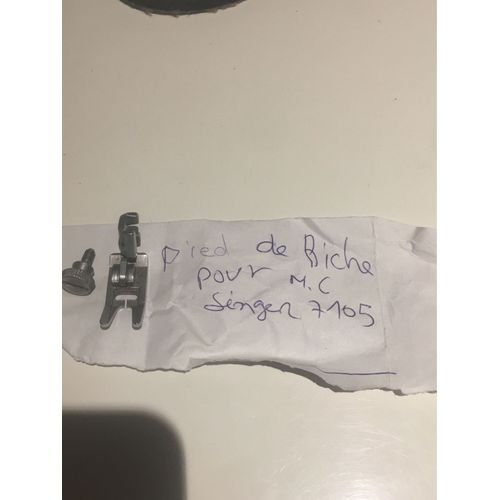 pied de Biche
pour M.C
Singer 7105